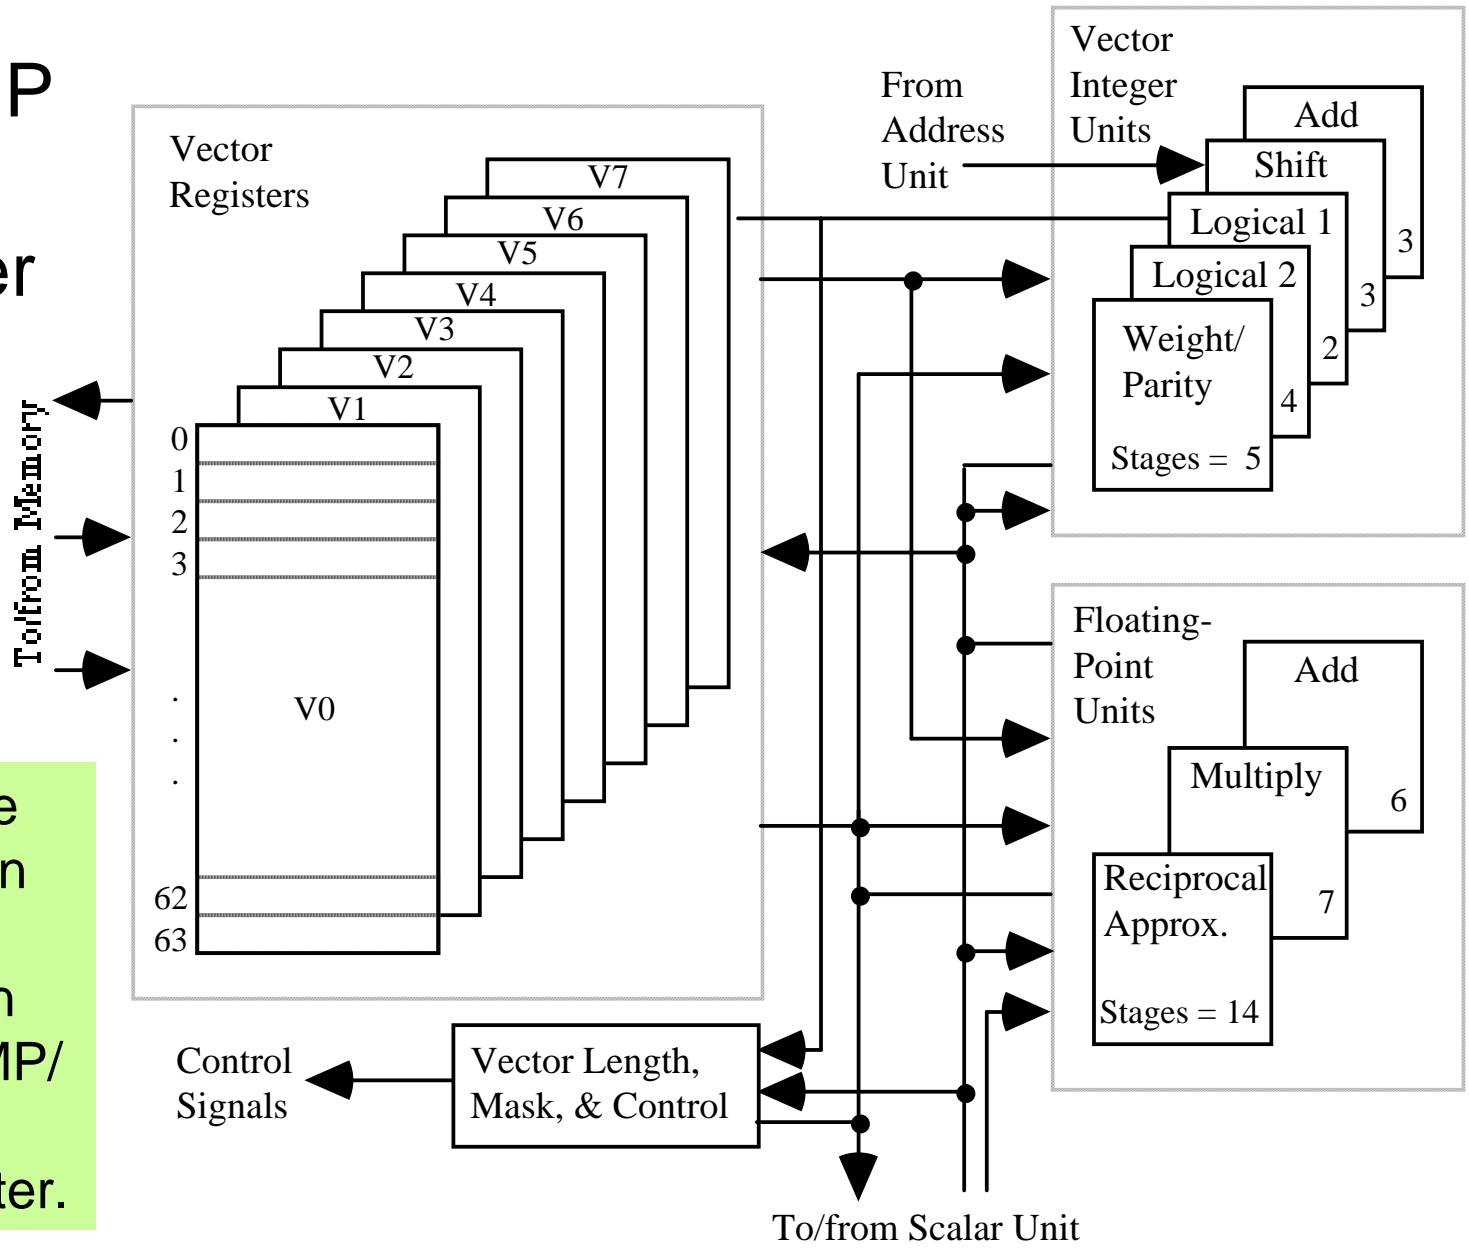 P
er
Vector
Registers
V7
V6
V5
V4
V3
V2
V1
0
1
2
3
.
.
.
V0
62
63
To/from Memory
From
Address
Unit
Vector
Integer
Units
Add
3
Shift
3
Logical 1
2
Logical 2
4
Weight/
Parity
Stages = 5
Floating-
Point
Units
Add
6
Multiply
7
Reciprocal
Approx.
Stages = 14
Control
Signals
Vector Length,
Mask, & Control
To/from Scalar Unit
e
n
n
MP/
ter.